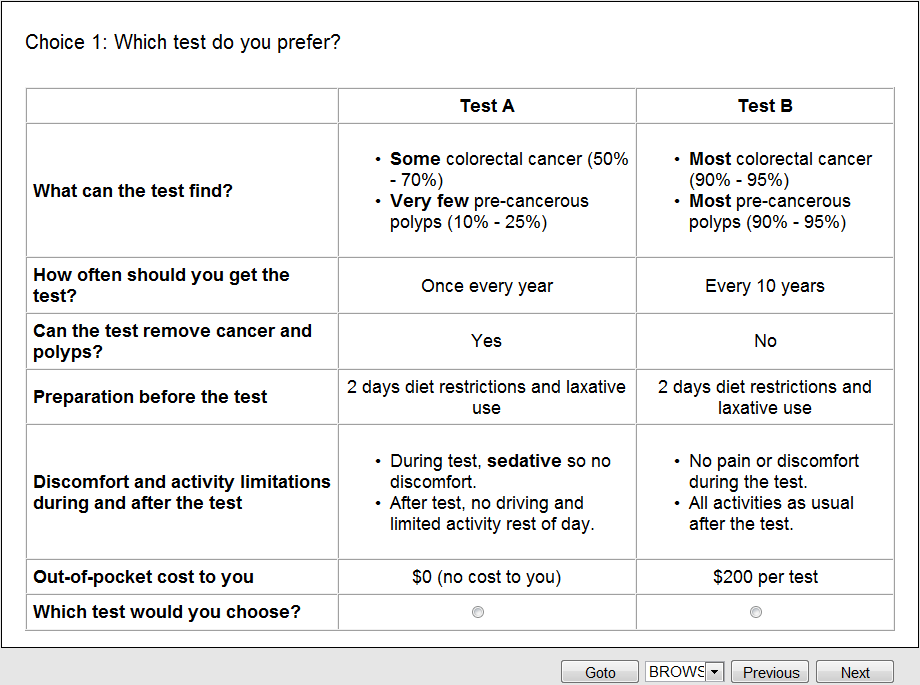 Choice 1: Which test do you prefer?
Test A
Test B
What can the test find?
• Some colorectal cancer (50%
- 70%)
• Very few pre-cancerous
polyps (10% - 25%)
• Most colorectal cancer
(90% - 95%)
• Most pre-cancerous
polyps (90% - 95%)
How often should you get the
test?
Once every year
Every 10 years
Can the test remove cancer and
polyps?
Yes
No
Preparation before the test
2 days diet restrictions and laxative
use
2 days diet restrictions and
laxative use
Discomfort and activity limitations
during and after the test
• During test, sedative so no
discomfort.
• After test, no driving and
limited activity rest of day.
• No pain or discomfort
during the test.
• All activities as usual
after the test.
Out-of-pocket cost to you
$0 (no cost to you)
$200 per test
Which test would you choose?
Goto
BROWS
Previous
Next